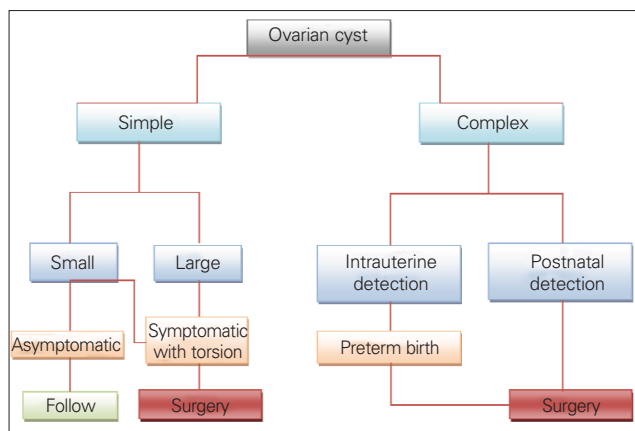 Ovarian cyst
Simple
Complex
Small
Large
Intrauterine
detection
Postnatal
detection
Asymptomatic
Symptomatic
with torsion
Preterm birth
Follow
Surgery
Surgery